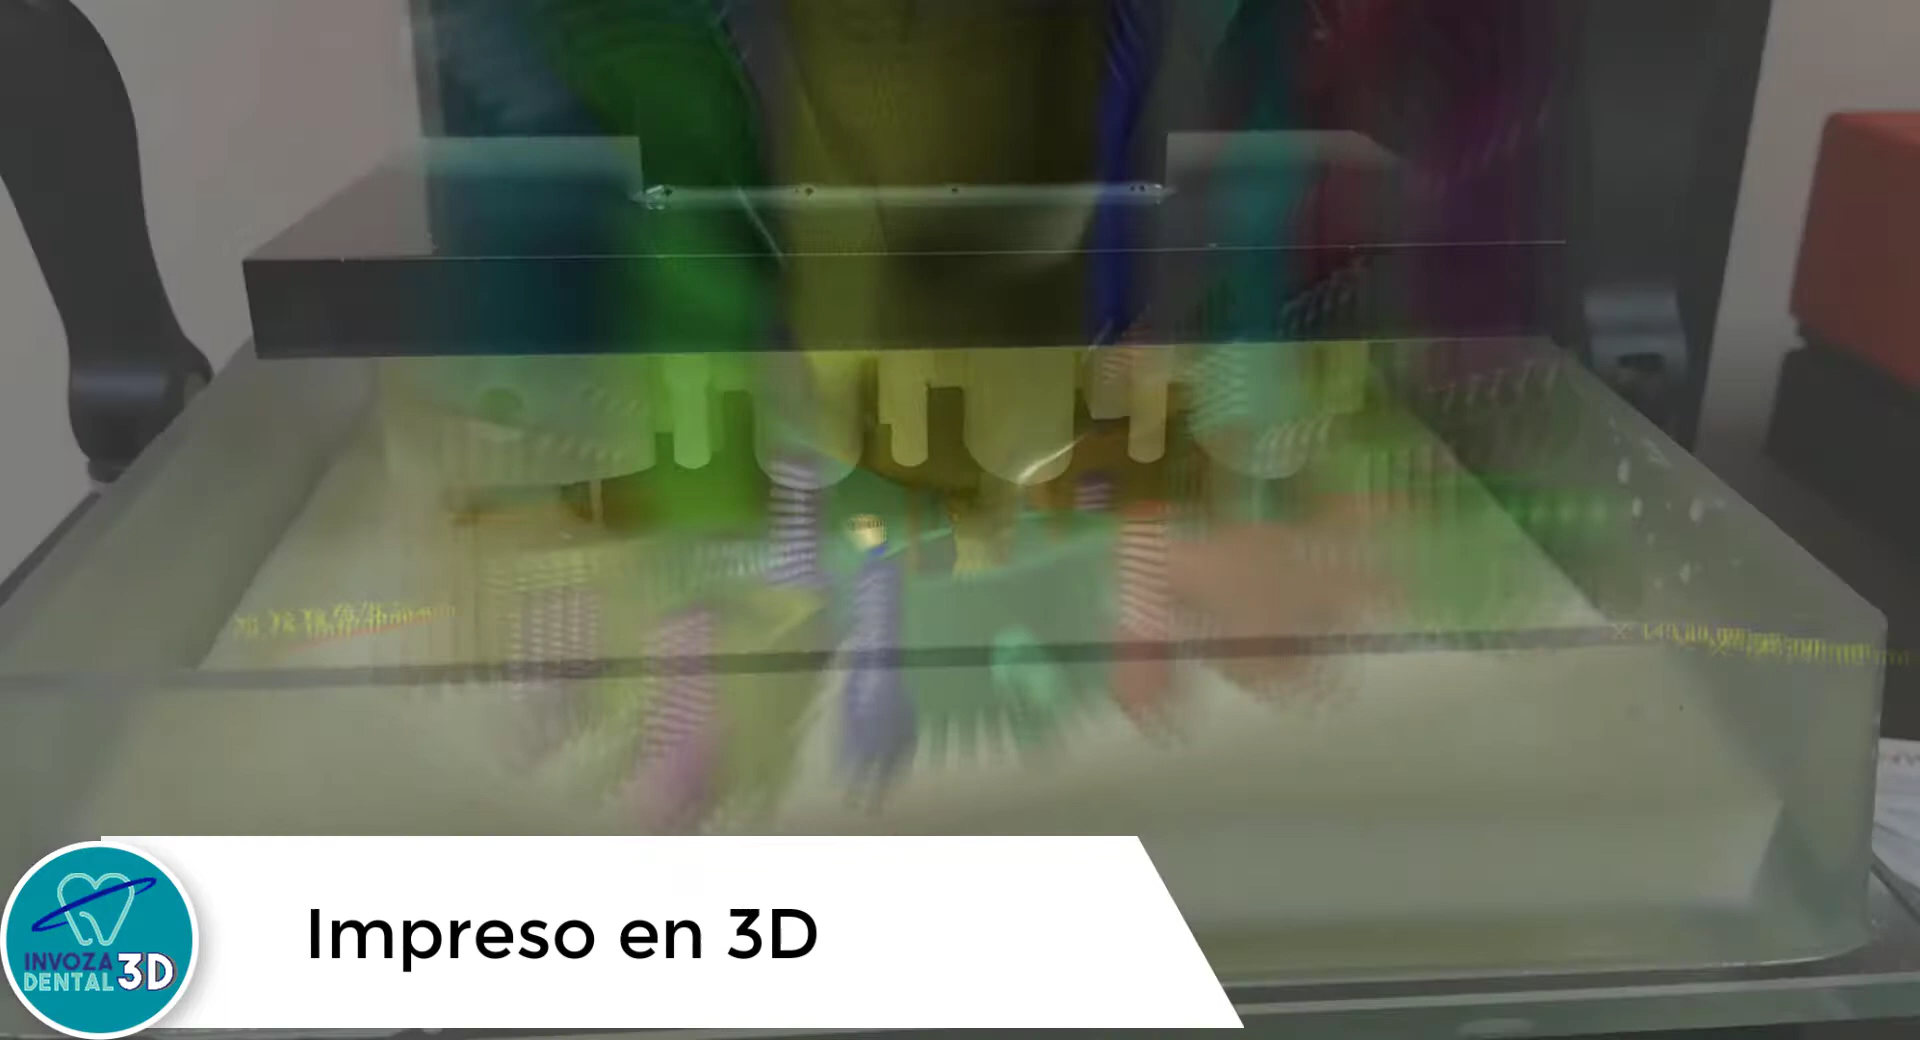 Impreso en 3D
INVOZA
DENTAL 3D